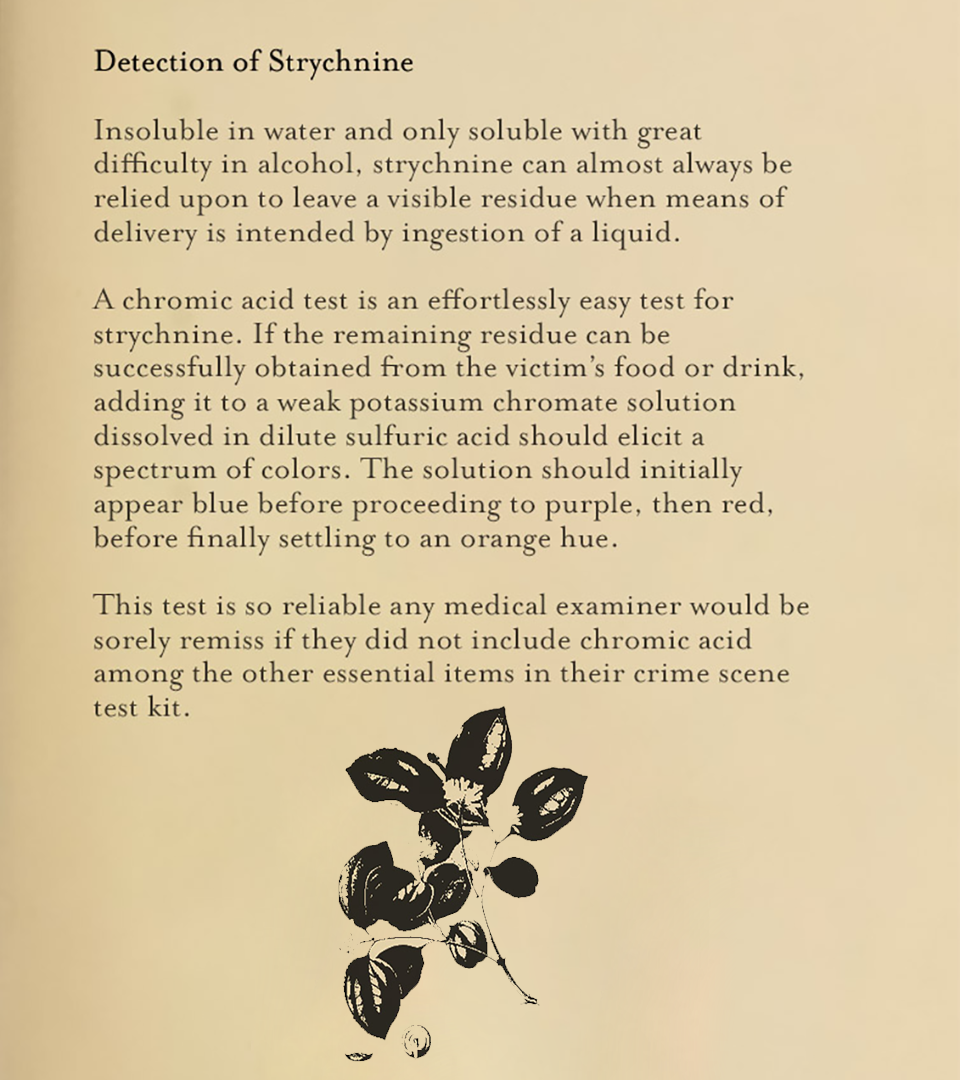 Detection of Strychnine
Insoluble in water and only soluble with great
difficulty in alcohol, strychnine can almost always be
relied upon to leave a visible residue when means of
delivery is intended by ingestion of a liquid.
A chromic acid test is an effortlessly easy test for
strychnine. If the remaining residue can be
successfully obtained from the victim’s food or drink,
adding it to a weak potassium chromate solution
dissolved in dilute sulfuric acid should elicit a
spectrum of colors. The solution should initially
appear blue before proceeding to purple, then red,
before finally settling to an orange hue.
This test is so reliable any medical examiner would be
sorely remiss if they did not include chromic acid
among the other essential items in their crime scene
test kit.